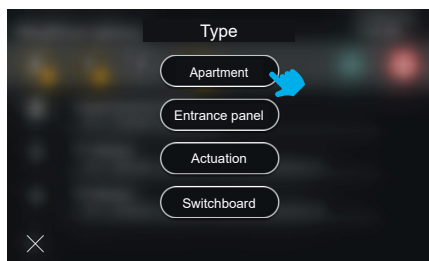 Type
Apartment
Entrance panel
Actuation
Switchboard